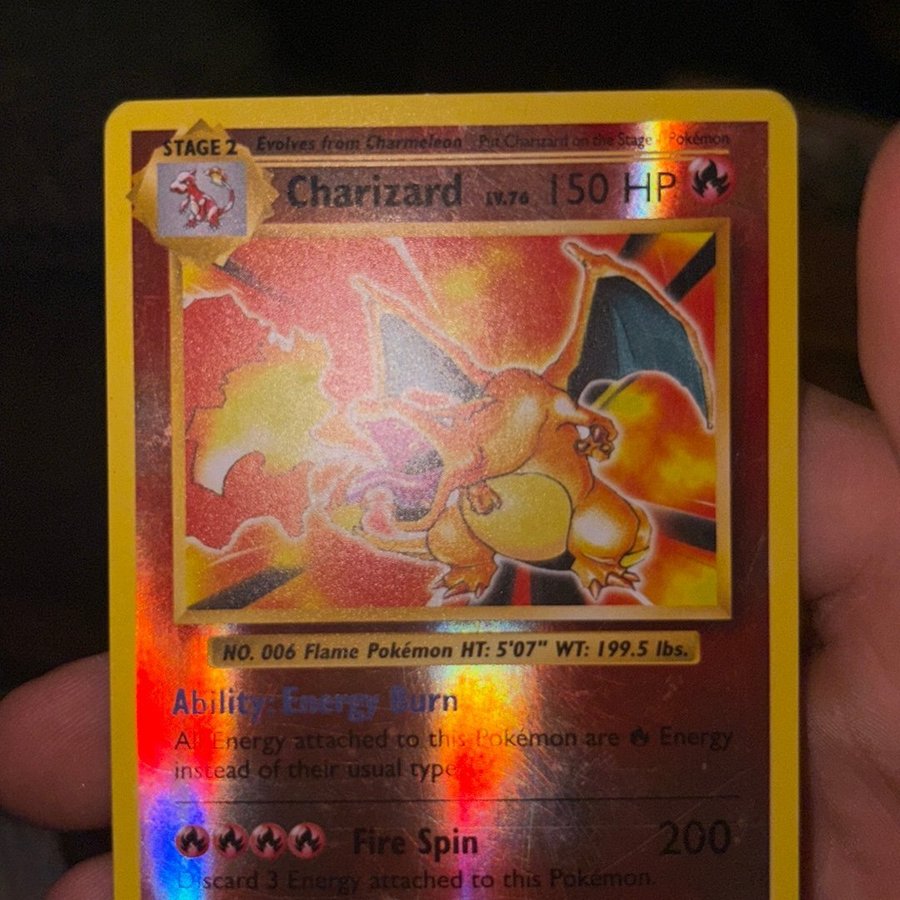 STAGE 2 Evolves from Charmeleon Put Charizard on the Stage 1 Pokémon
Charizard LV.76 150 HP
NO. 006 Flame Pokémon HT: 5'07" WT: 199.5 lbs.
Ability: Energy Burn
All Energy attached to this Pokémon are Energy
instead of their usual type.
Fire Spin 200
Discard 3 Energy attached to this Pokémon.